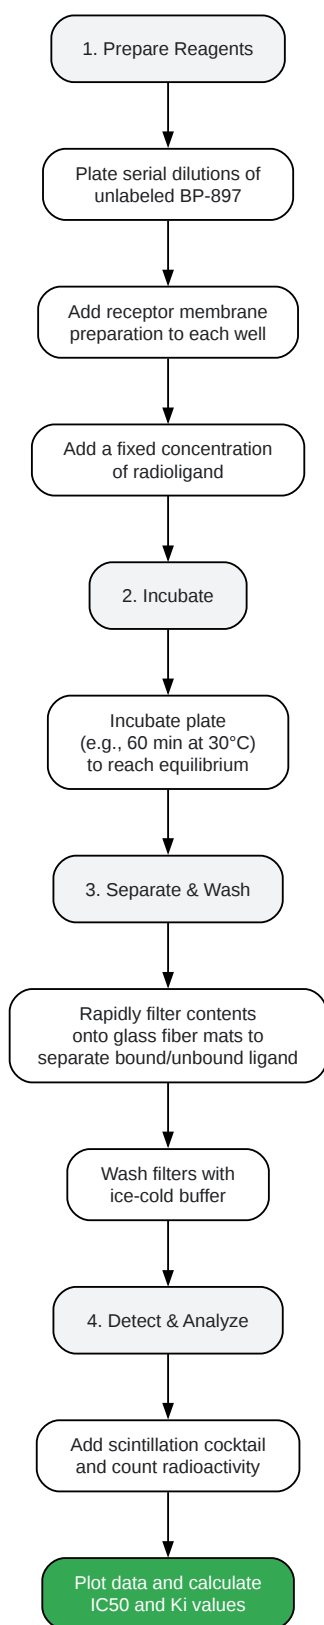 1. Prepare Reagents
Plate serial dilutions of
unlabeled BP-897
Add receptor membrane
preparation to each well
Add a fixed concentration
of radioligand
2. Incubate
Incubate plate
(e.g., 60 min at 30°C)
to reach equilibrium
3. Separate & Wash
Rapidly filter contents
onto glass fiber mats to
separate bound/unbound ligand
Wash filters with
ice-cold buffer
4. Detect & Analyze
Add scintillation cocktail
and count radioactivity
Plot data and calculate
IC50 and Ki values